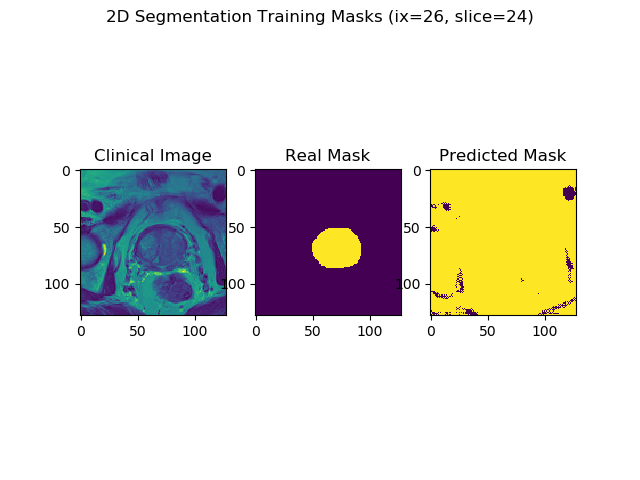 2D Segmentation Training Masks (ix=26, slice=24)
Clinical Image Real Mask Predicted Mask
0 0 0
50 50 50
100 100 100
0 50 100 0 50 100 0 50 100